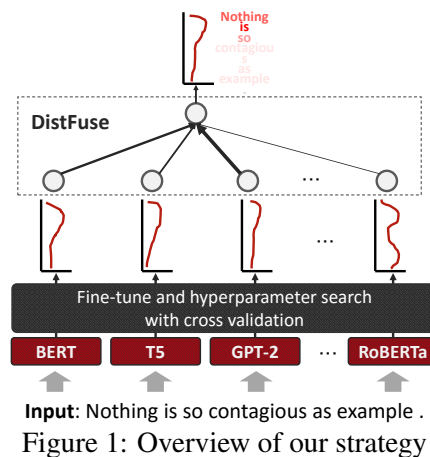 Nothing
is
so
contagiou
s
as
example
.
DistFuse
...
...
Fine-tune and hyperparameter search
with cross validation
BERT T5 GPT-2 ... RoBERTa
Input: Nothing is so contagious as example .
Figure 1: Overview of our strategy